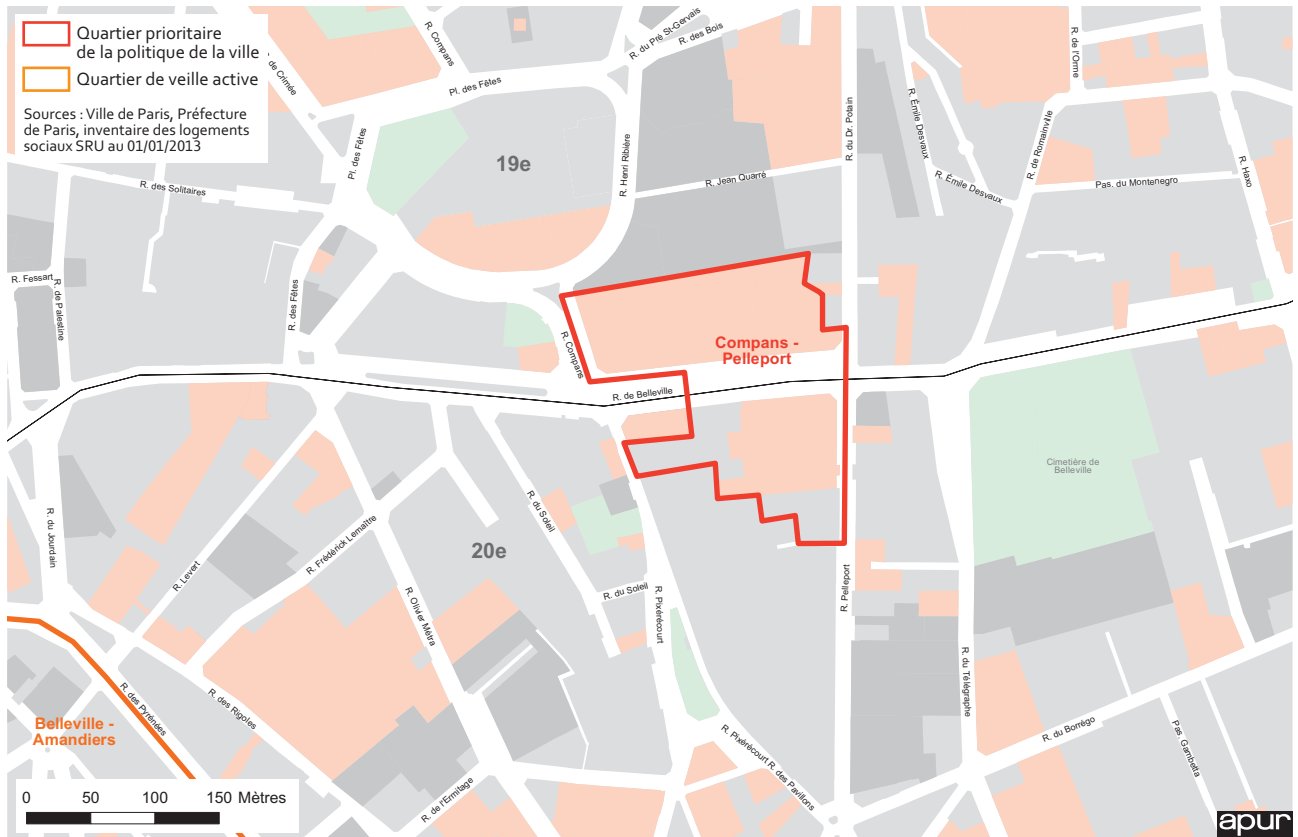 Quartier prioritaire
de la politique de la ville
Quartier de veille active
Sources : Ville de Paris, Préfecture
de Paris, inventaire des logements
sociaux SRU au 01/01/2013
de Crimée
R. Compans
Pl. des Fêtes
R. du Pré St-Gervais
R. des Bois
R. de l'Orme
Pl. des Fêtes
19e
R. Henri Ribière
R. du Dr. Potain
R. Émile Desvaux
R. de Romainville
R. Haxo
R. des Solitaires
R. Jean Quarré
R. Émile Desvaux
Pas. du Montenegro
R. Fessart
R. de Palestine
R. des Fêtes
R. Compans
Compans -
Pelleport
R. de Belleville
Cimetière de
Belleville
R. du Jourdain
R. Levert
R. Frédérick Lemaître
R. du Soleil
20e
R. Olivier Métra
R. du Soleil
R. Pixérécourt
R. Pelleport
R. du Télégraphe
R. des Pyrénées
R. des Rigoles
Belleville -
Amandiers
R. Pixérécourt
R. des Pavillons
R. du Borrégo
Pas. Gambetta
R. de l'Ermitage
0 50 100 150 Mètres
apur